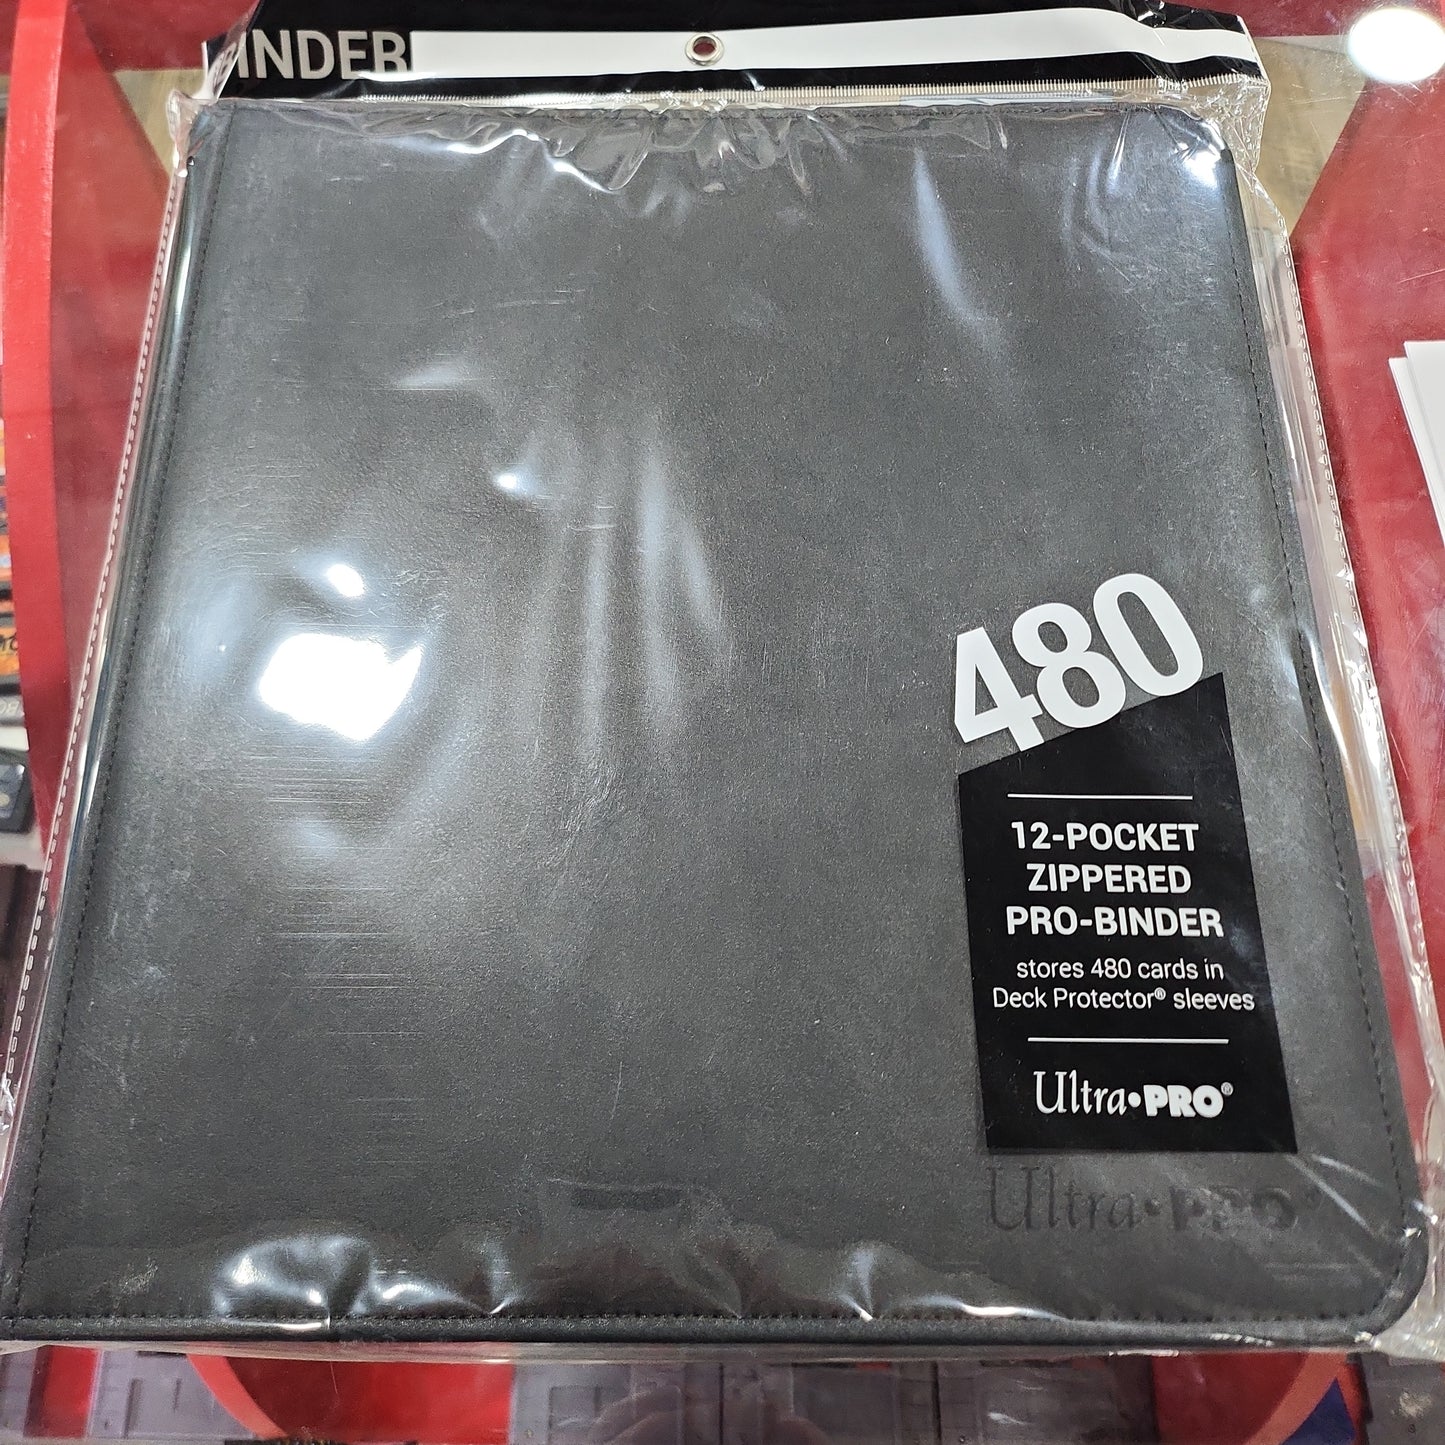 INDER
480
12-POCKET
ZIPPERED
PRO-BINDER
stores 480 cards in
Deck Protector® sleeves
Ultra•PRO®
Ultra•PRO®